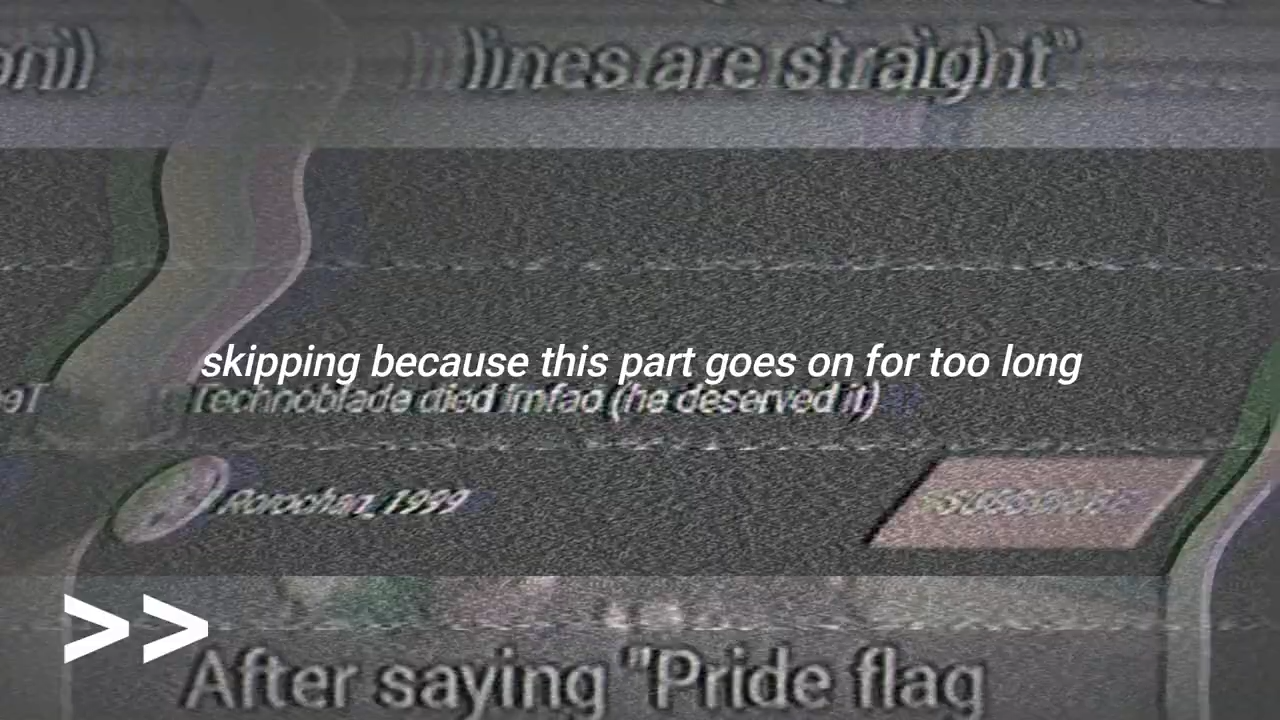 lines are straight"
skipping because this part goes on for too long
Technoblade died lmfao (he deserved it)
Rorochan_1999
SUBSCRIBE
>>
After saying "Pride flag